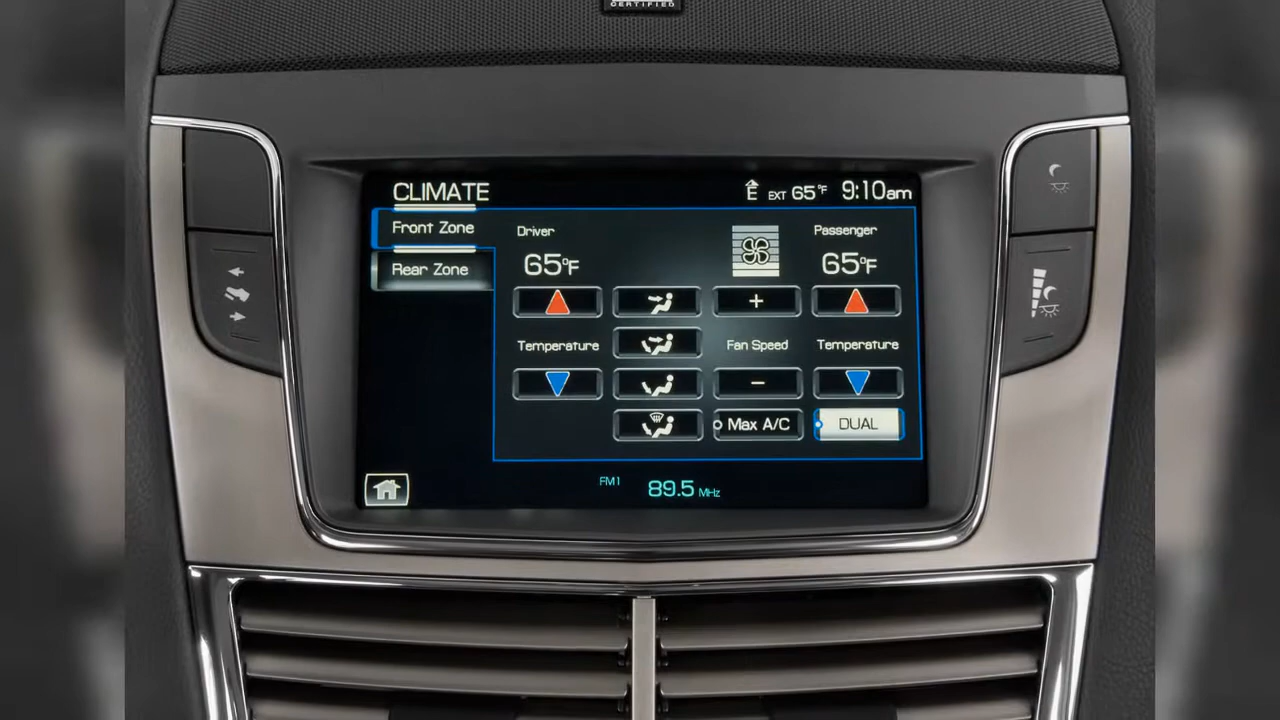 CERTIFIED
CLIMATE
E EXT 65°F 9:10am
Front Zone
Rear Zone
Driver
Passenger
65°F
65°F
+
Temperature
Fan Speed
Temperature
−
Max A/C
DUAL
FM1
89.5 MHz